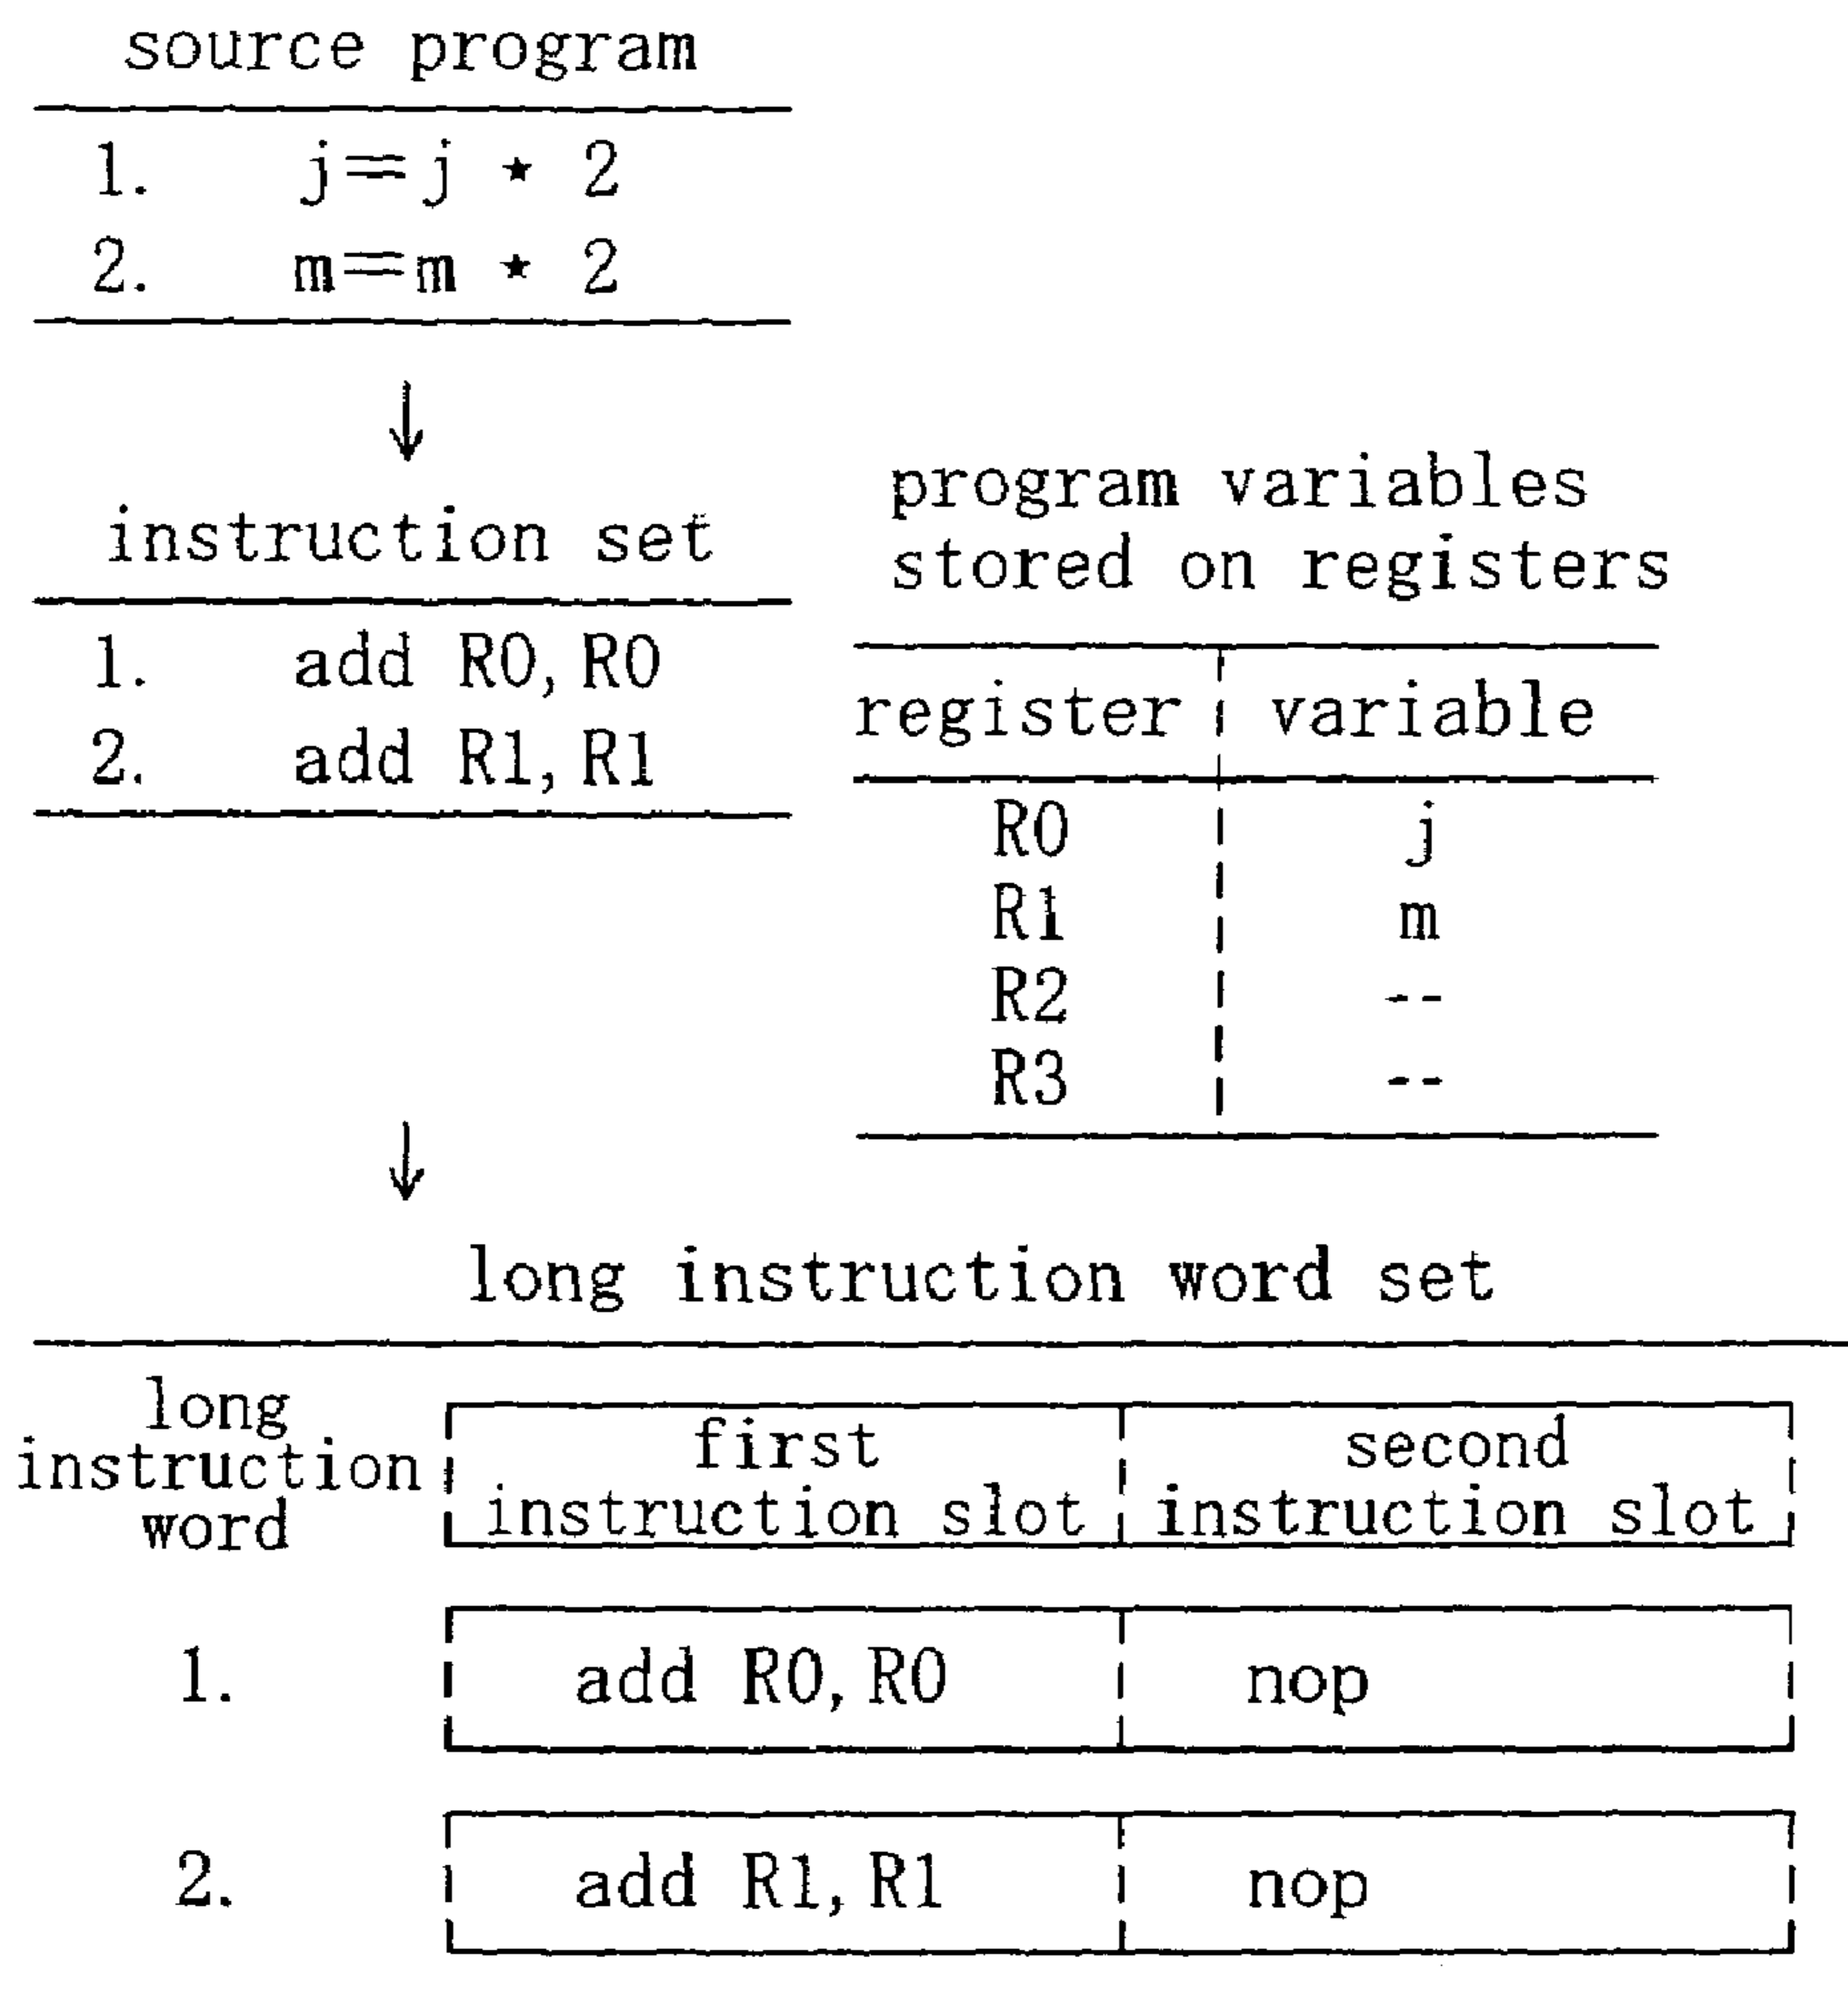 source program
1. j=j * 2
2. m=m * 2
instruction set
1. add R0, R0
2. add R1, R1
program variables
stored on registers
register variable
R0 j
R1 m
R2 --
R3 --
long instruction word set
long
instruction
word
first
instruction slot
second
instruction slot
1. add R0, R0 nop
2. add R1, R1 nop